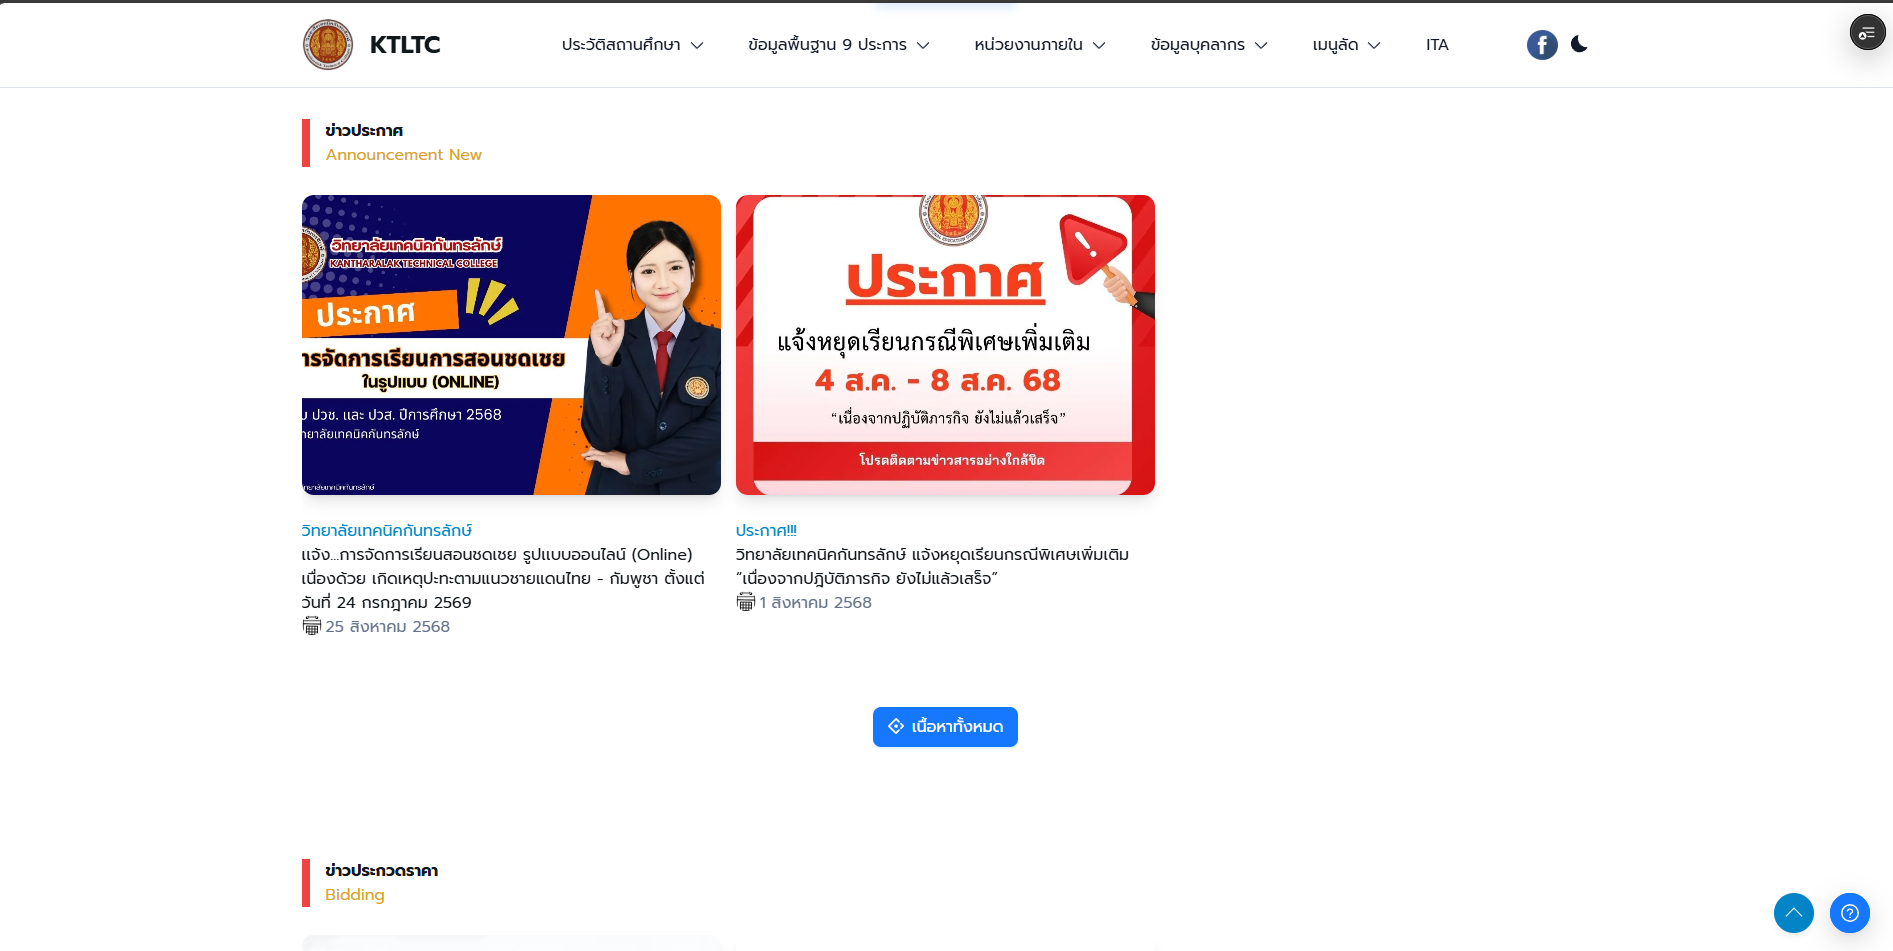 KTLTC
ประวัติสถานศึกษา
ข้อมูลพื้นฐาน 9 ประการ
หน่วยงานภายใน
ข้อมูลบุคลากร
เมนูลัด
ITA
ข่าวประกาศ
Announcement New
วิทยาลัยเทคนิคกันทรลักษ์
KANTHARALAK TECHNICAL COLLEGE
ประกาศ
ารจัดการเรียนการสอนชดเชย
ในรูปแบบ (ONLINE)
ปวช. และ ปวส. ปีการศึกษา 2568
ทยาลัยเทคนิคกันทรลักษ์
ประกาศ
แจ้งหยุดเรียนกรณีพิเศษเพิ่มเติม
4 ส.ค. - 8 ส.ค. 68
“เนื่องจากปฏิบัติภารกิจ ยังไม่แล้วเสร็จ”
โปรดติดตามข่าวสารอย่างใกล้ชิด
วิทยาลัยเทคนิคกันทรลักษ์
แจ้ง...การจัดการเรียนสอนชดเชย รูปแบบออนไลน์ (Online)
เนื่องด้วย เกิดเหตุปะทะตามแนวชายแดนไทย - กัมพูชา ตั้งแต่
วันที่ 24 กรกฎาคม 2569
25 สิงหาคม 2568
ประกาศ!!!
วิทยาลัยเทคนิคกันทรลักษ์ แจ้งหยุดเรียนกรณีพิเศษเพิ่มเติม
“เนื่องจากปฏิบัติภารกิจ ยังไม่แล้วเสร็จ”
1 สิงหาคม 2568
เนื้อหาทั้งหมด
ข่าวประกวดราคา
Bidding